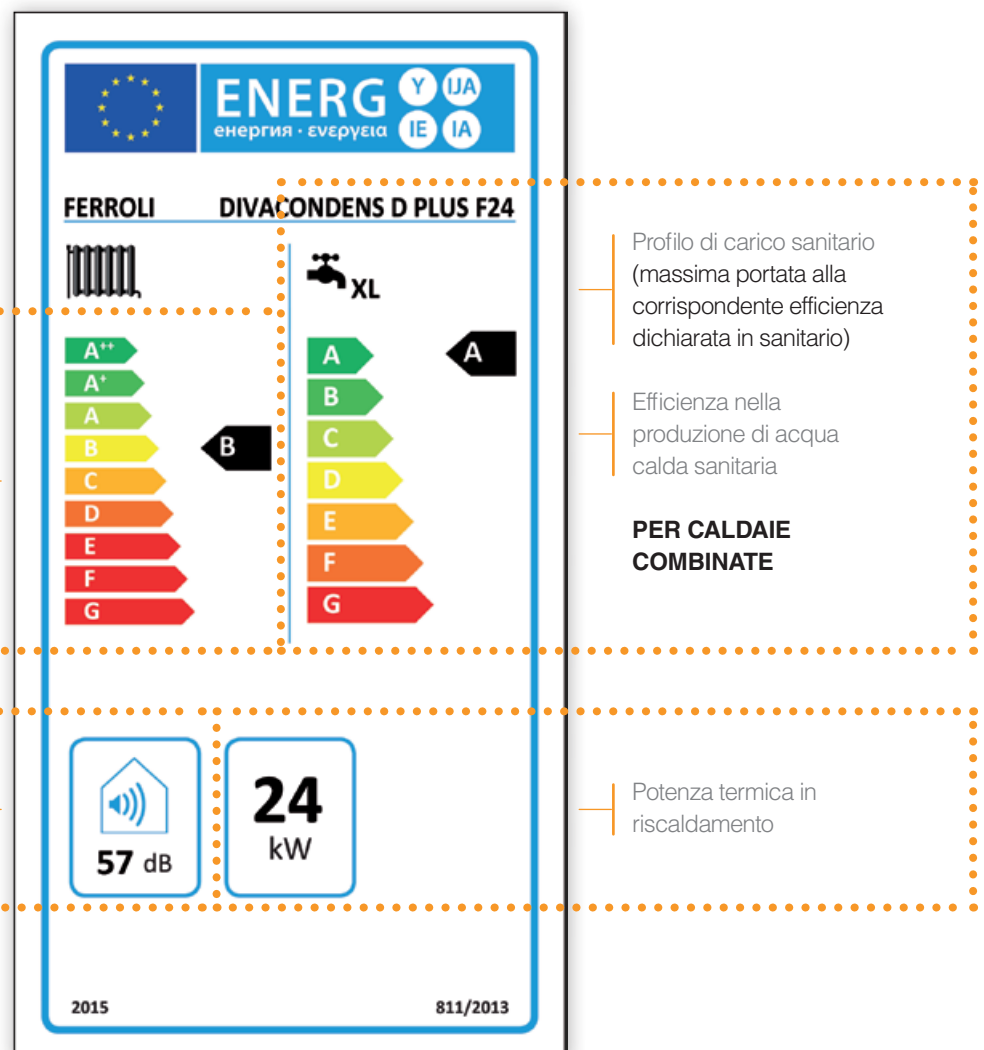 ENERG
енергия · ενεργεια
Y IJA
IE IA
FERROLI DIVACONDENS D PLUS F24
XL
A++
A+
A
B
C
D
E
F
G
B
A
B
C
D
E
F
G
A
57 dB
24
kW
2015 811/2013
Profilo di carico sanitario
(massima portata alla
corrispondente efficienza
dichiarata in sanitario)
Efficienza nella
produzione di acqua
calda sanitaria
PER CALDAIE
COMBINATE
Potenza termica in
riscaldamento